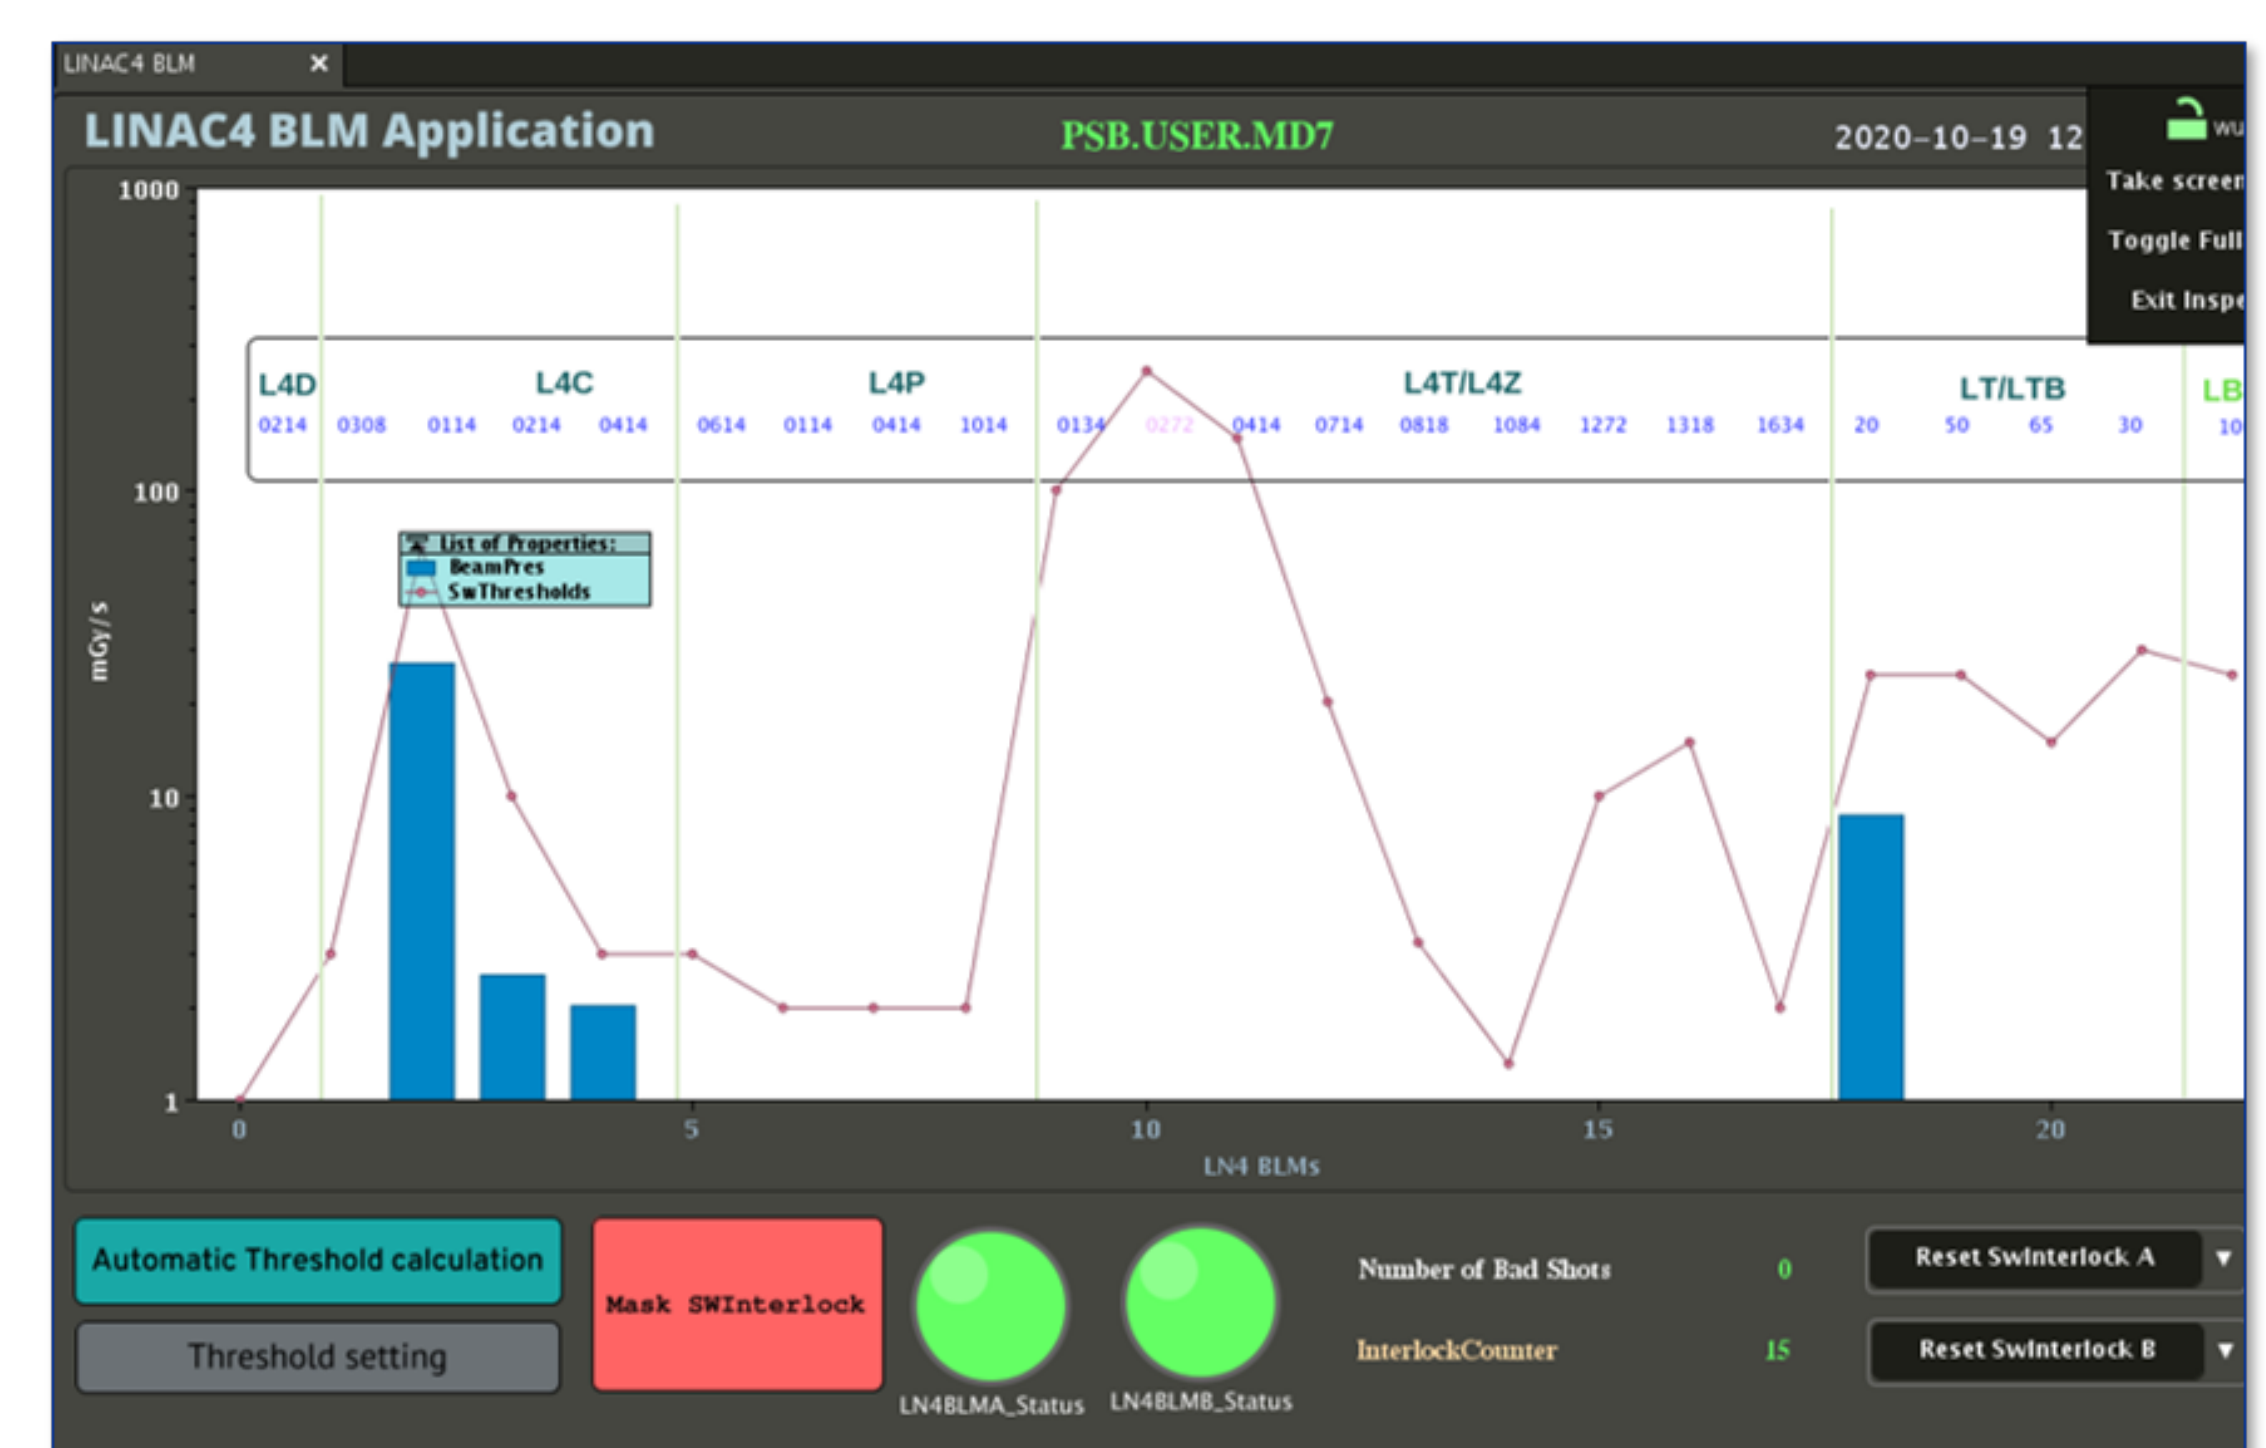 LINAC4 BLM ×
LINAC4 BLM Application PSB.USER.MD7 2020-10-19 12
Take screen
Toggle Full
Exit Inspe
1000
100
10
1
mGy/s
L4D L4C L4P L4T/L4Z LT/LTB LB
0214 0308 0114 0214 0414 0614 0114 0414 1014 0134 0272 0414 0714 0818 1084 1272 1318 1634 20 50 65 30 10
List of Properties:
BeamPres
SwThresholds
0 5 10 15 20
LN4 BLMs
Automatic Threshold calculation
Threshold setting
Mask SWInterlock
LN4BLMA_Status LN4BLMB_Status
Number of Bad Shots 0
InterlockCounter 15
Reset SwInterlock A
Reset SwInterlock B